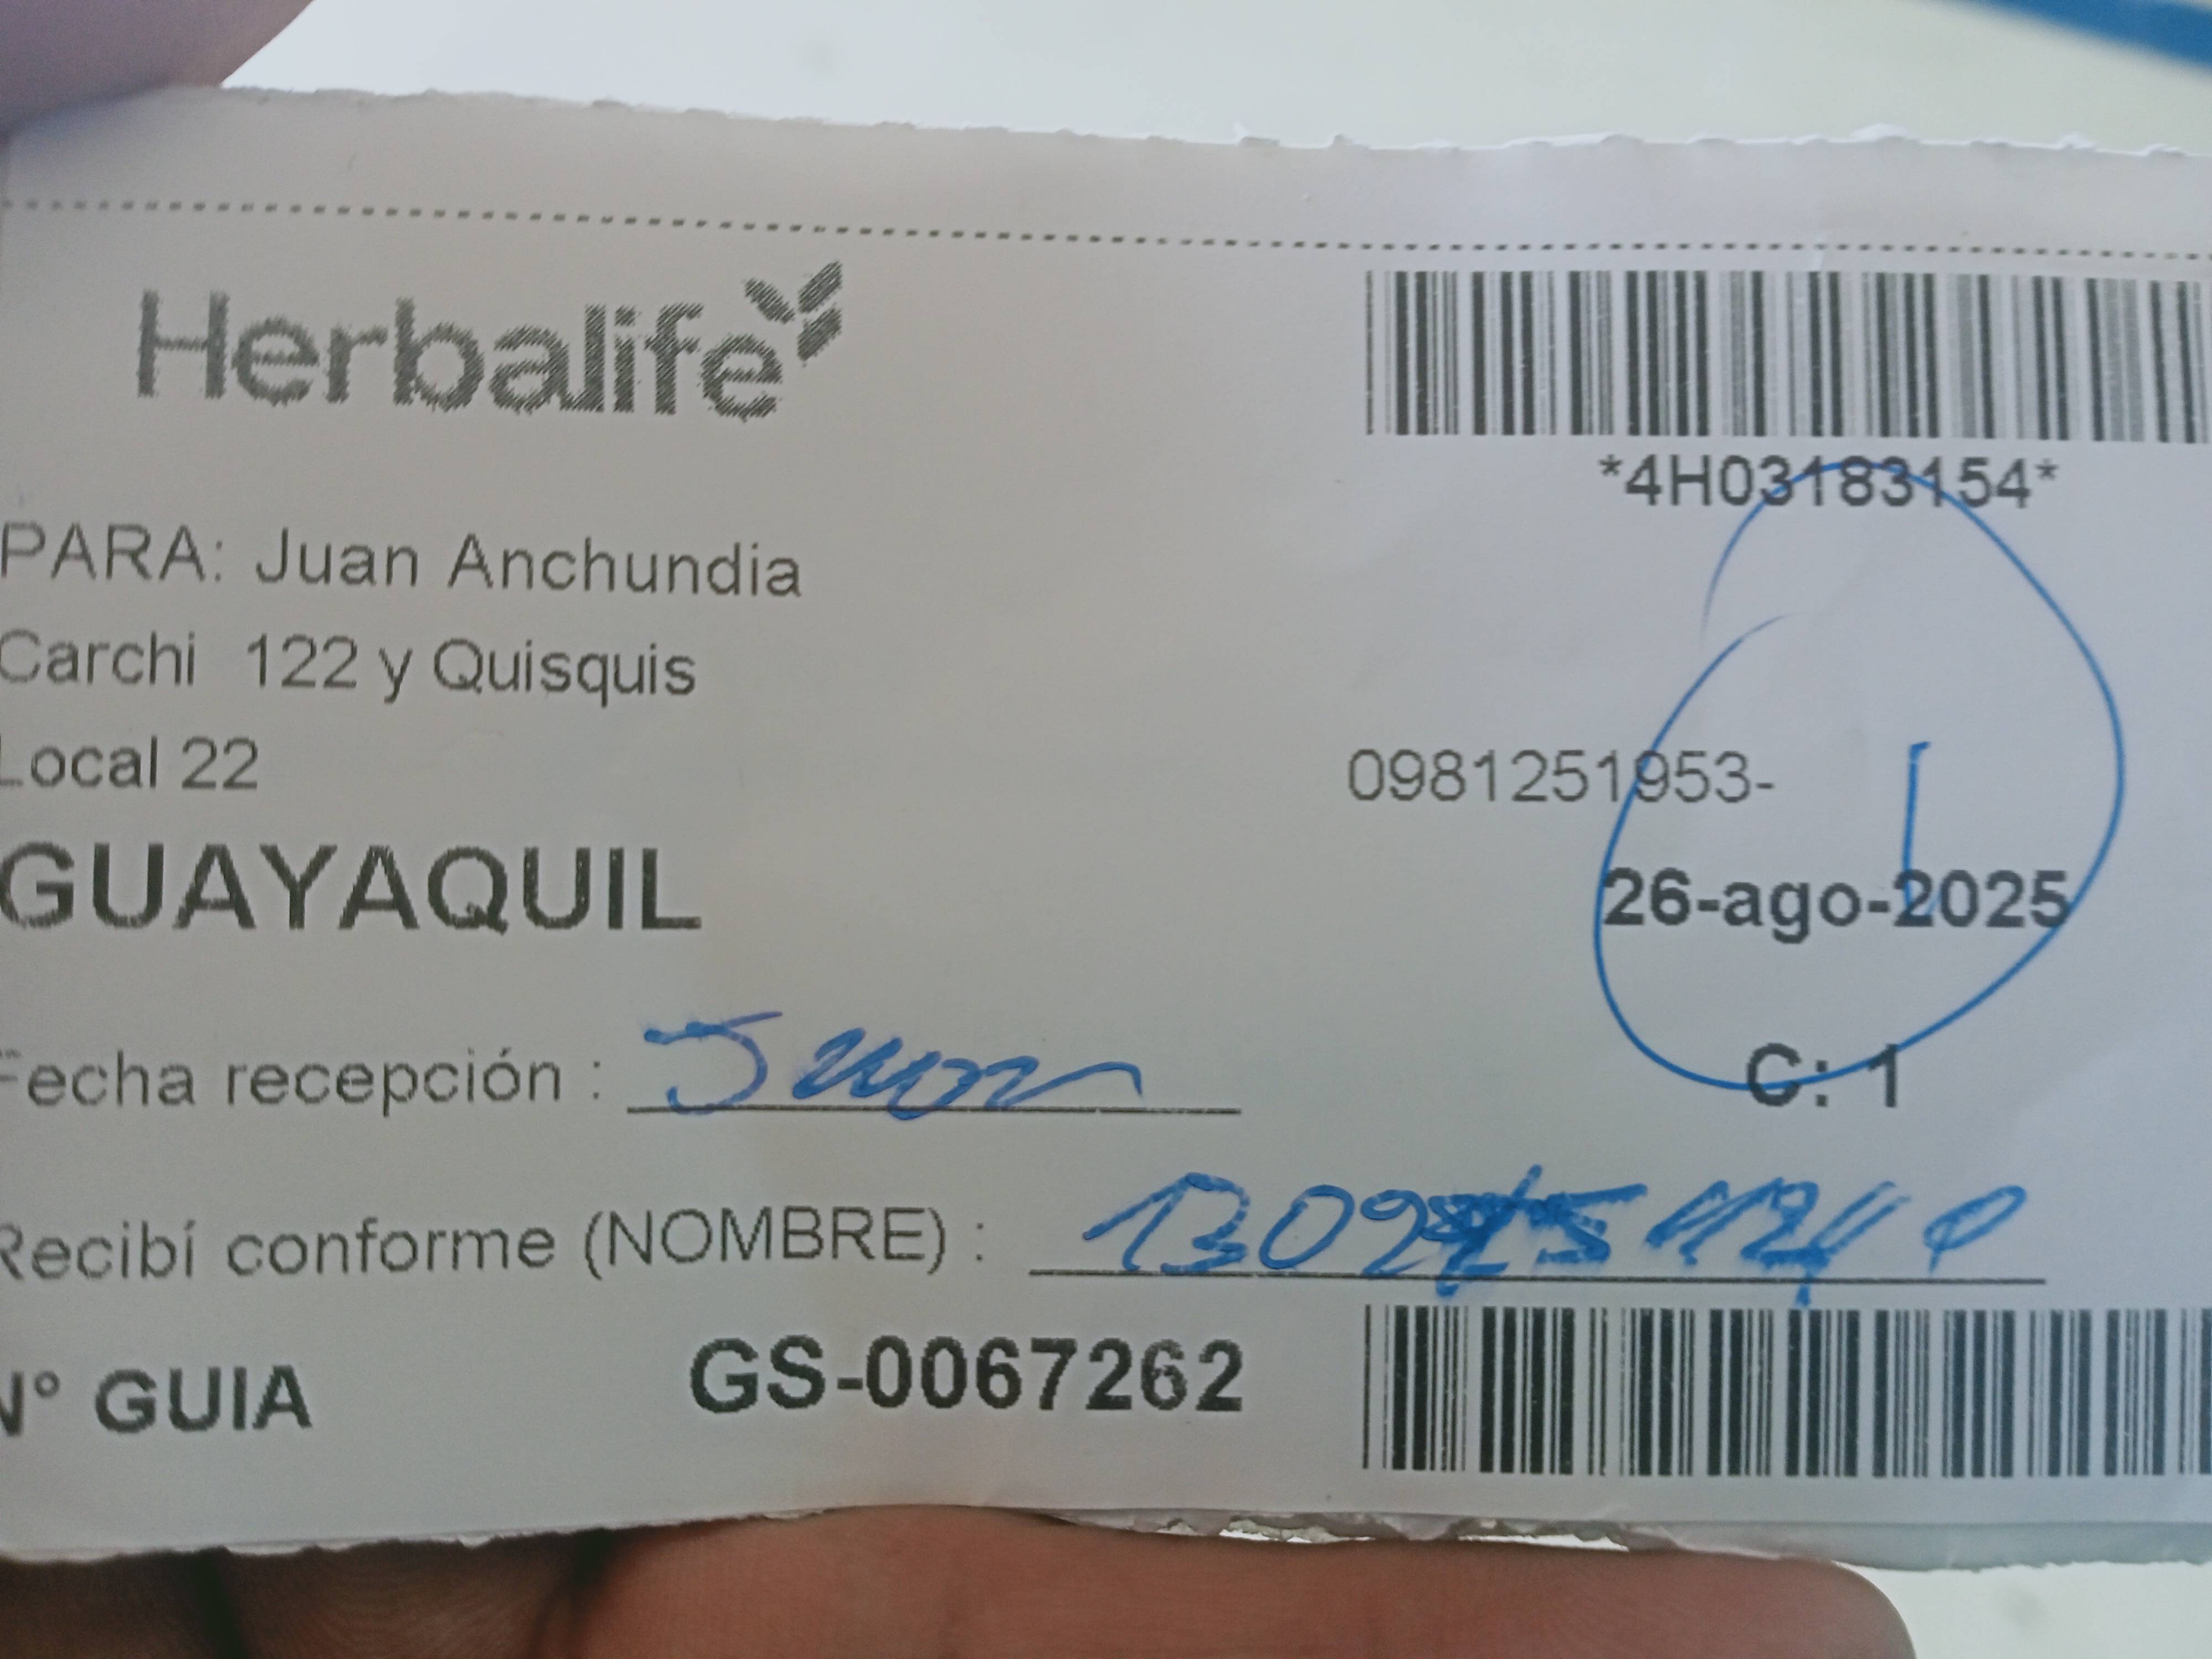 Herbalife
*4H03183154*
PARA: Juan Anchundia
Carchi 122 y Quisquis
Local 22
0981251953-
GUAYAQUIL
26-ago-2025
Fecha recepción : Juan
C: 1
Recibí conforme (NOMBRE) :
N° GUIA GS-0067262